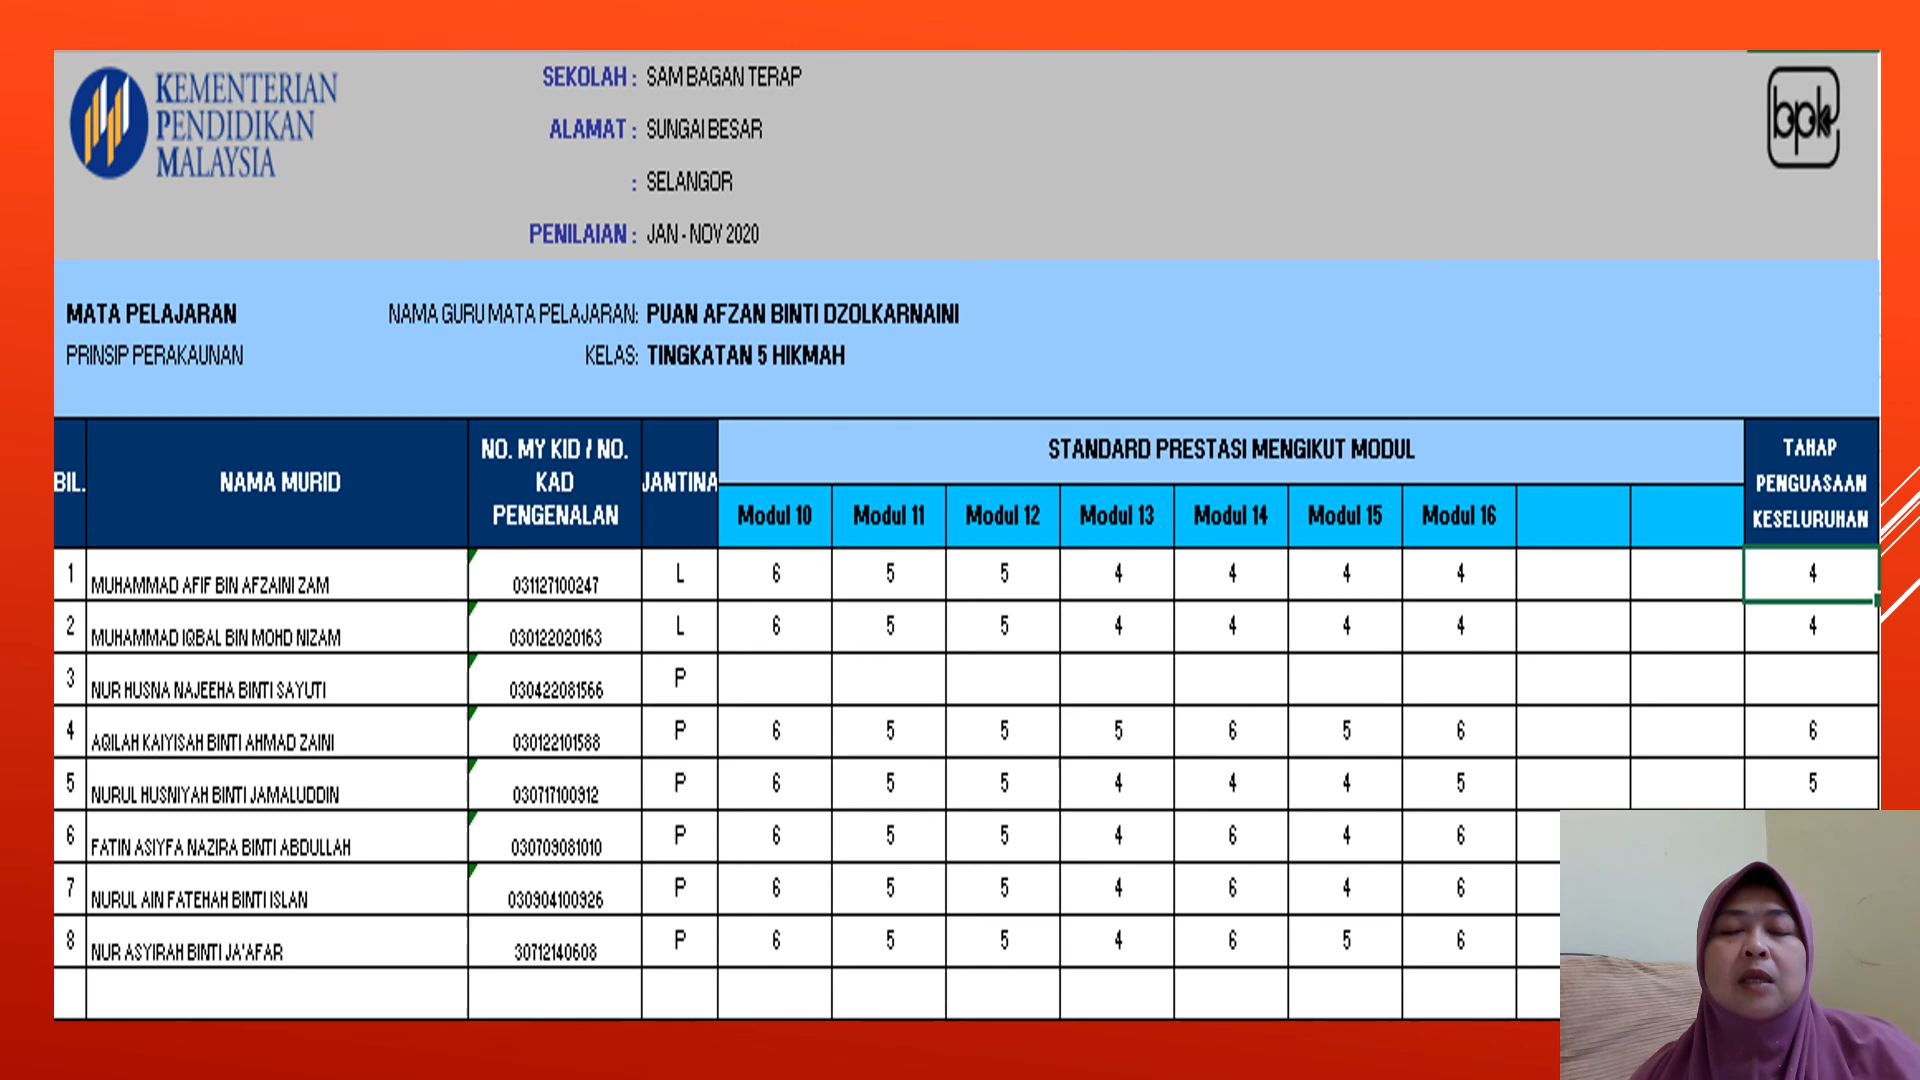 KEMENTERIAN
PENDIDIKAN
MALAYSIA
SEKOLAH : SAM BAGAN TERAP
ALAMAT : SUNGAI BESAR
: SELANGOR
PENILAIAN : JAN - NOV 2020
bpk
MATA PELAJARAN NAMA GURU MATA PELAJARAN: PUAN AFZAN BINTI DZOLKARNAINI
PRINSIP PERAKAUNAN KELAS: TINGKATAN 5 HIKMAH
BIL. NAMA MURID NO. MY KID / NO. KAD PENGENALAN JANTINA STANDARD PRESTASI MENGIKUT MODUL TAHAP PENGUASAAN KESELURUHAN
Modul 10 Modul 11 Modul 12 Modul 13 Modul 14 Modul 15 Modul 16
1 MUHAMMAD AFIF BIN AFZAINI ZAM 031127100247 L 6 5 5 4 4 4 4 4
2 MUHAMMAD IQBAL BIN MOHD NIZAM 030122020163 L 6 5 5 4 4 4 4 4
3 NUR HUSNA NAJEEHA BINTI SAYUTI 030422081566 P
4 AQILAH KAIYISAH BINTI AHMAD ZAINI 030122101588 P 6 5 5 5 6 5 6 6
5 NURUL HUSNIYAH BINTI JAMALUDDIN 030717100912 P 6 5 5 4 4 4 5 5
6 FATIN ASIYFA NAZIRA BINTI ABDULLAH 030709081010 P 6 5 5 4 6 4 6
7 NURUL AIN FATEHAH BINTI ISLAN 030904100926 P 6 5 5 4 6 4 6
8 NUR ASYIRAH BINTI JA'AFAR 30712140608 P 6 5 5 4 6 5 6